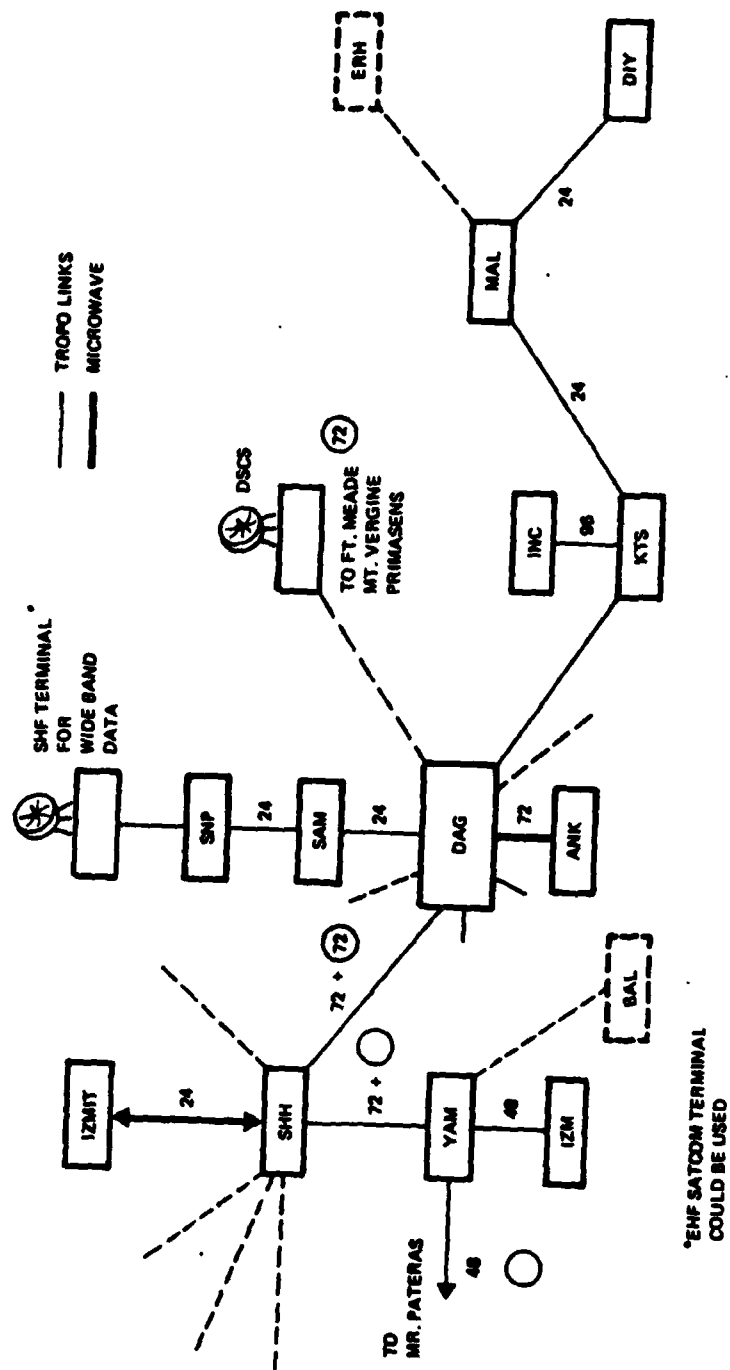 SHF TERMINAL*
FOR
WIDE BAND
DATA
TROPO LINKS
MICROWAVE
IZMIT
24
SHH
72 +
YAM
48
IZM
TO
MR. PATERAS
48
BAL
72 + 72
SNP
24
SAM
24
DAG
72
ANK
DSCS
TO FT. MEADE
MT. VERGINE
PRIMASENS
72
INC
96
KTS
24
MAL
24
ERH
DIY
*EHF SATCOM TERMINAL
COULD BE USED